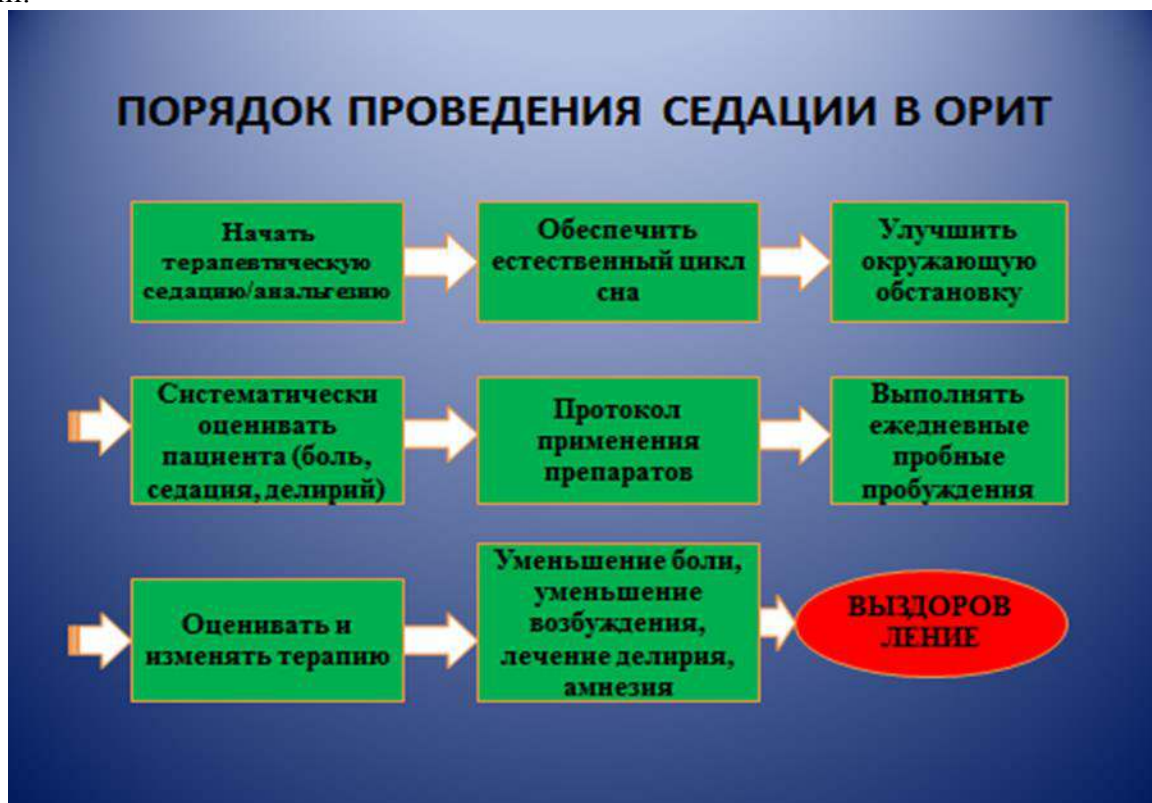 ПОРЯДОК ПРОВЕДЕНИЯ СЕДАЦИИ В ОРИТ
Начать
терапевтическую
седацию/анальгезию
Обеспечить
естественный цикл
сна
Улучшить
окружающую
обстановку
Систематически
оценивать
пациента (боль,
седация, делирий)
Протокол
применения
препаратов
Выполнять
ежедневные
пробные
пробуждения
Оценивать и
изменять терапию
Уменьшение боли,
уменьшение
возбуждения,
лечение делирия,
амнезия
ВЫЗДОРОВ
ЛЕНИЕ